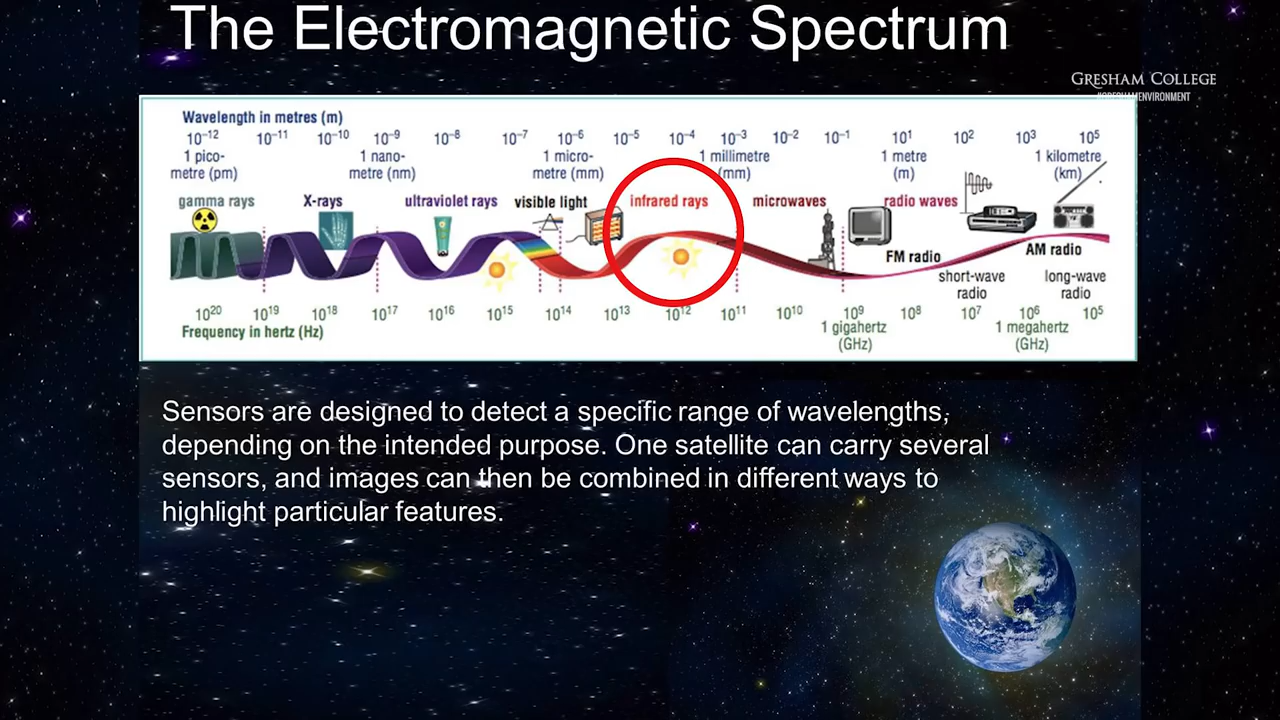 The Electromagnetic Spectrum
GRESHAM COLLEGE
#GRESHAMENVIRONMENT
Wavelength in metres (m)
10⁻¹² 10⁻¹¹ 10⁻¹⁰ 10⁻⁹ 10⁻⁸ 10⁻⁷ 10⁻⁶ 10⁻⁵ 10⁻⁴ 10⁻³ 10⁻² 10⁻¹ 10¹ 10² 10³ 10⁵
1 pico- 1 nano- 1 micro- 1 millimetre 1 metre 1 kilometre
metre (pm) metre (nm) metre (mm) (mm) (m) (km)
gamma rays X-rays ultraviolet rays visible light infrared rays microwaves radio waves
FM radio AM radio
short-wave long-wave
radio radio
10²⁰ 10¹⁹ 10¹⁸ 10¹⁷ 10¹⁶ 10¹⁵ 10¹⁴ 10¹³ 10¹² 10¹¹ 10¹⁰ 10⁹ 10⁸ 10⁷ 10⁶ 10⁵
Frequency in hertz (Hz) 1 gigahertz 1 megahertz
(GHz) (GHz)
Sensors are designed to detect a specific range of wavelengths,
depending on the intended purpose. One satellite can carry several
sensors, and images can then be combined in different ways to
highlight particular features.